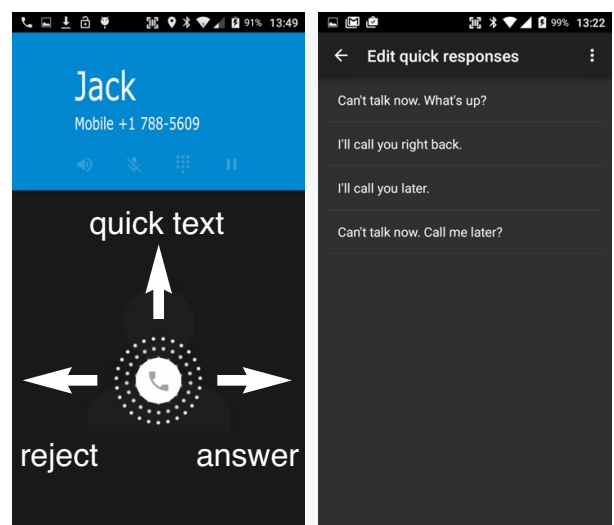 91% 13:49
Jack
Mobile +1 788-5609
quick text
reject
answer
99% 13:22
Edit quick responses
Can't talk now. What's up?
I'll call you right back.
I'll call you later.
Can't talk now. Call me later?